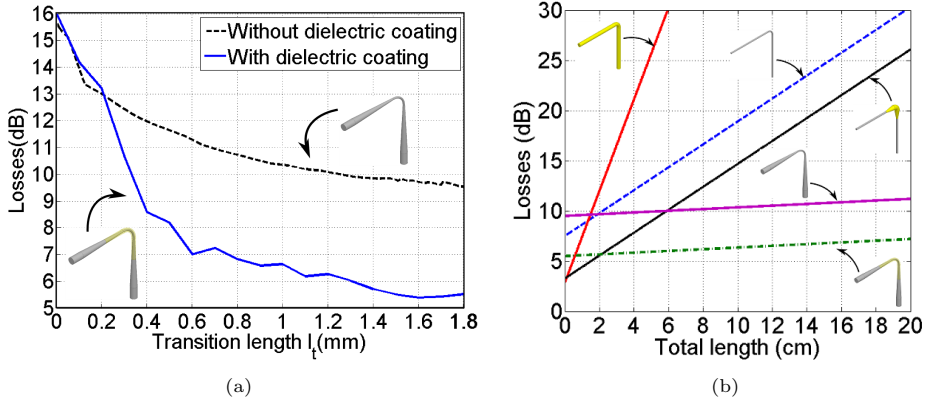 16
15
14
13
12
11
10
9
8
7
6
5
Losses(dB)
Without dielectric coating
With dielectric coating
0 0.2 0.4 0.6 0.8 1.0 1.2 1.4 1.6 1.8
Transition length l_t(mm)
(a)
30
25
20
15
10
5
0
Losses (dB)
0 2 4 6 8 10 12 14 16 18 20
Total length (cm)
(b)